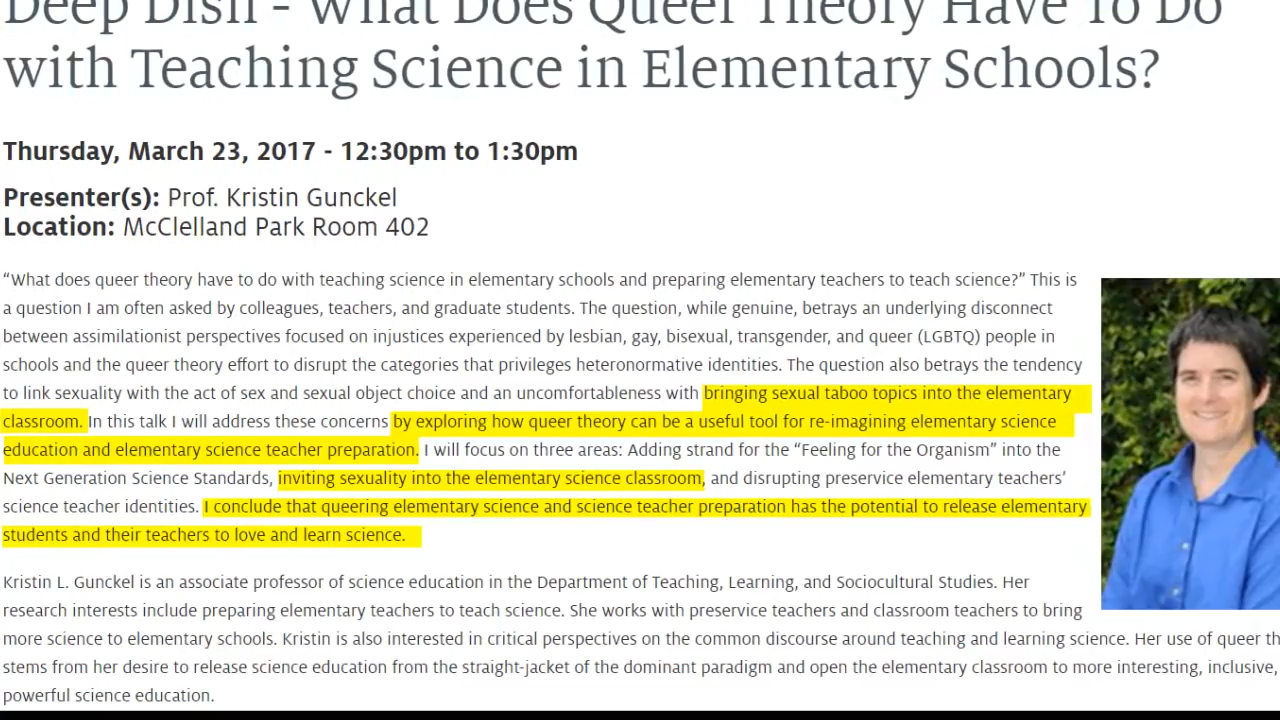 Deep Dish - What Does Queer Theory Have To Do
with Teaching Science in Elementary Schools?
Thursday, March 23, 2017 - 12:30pm to 1:30pm
Presenter(s): Prof. Kristin Gunckel
Location: McClelland Park Room 402
“What does queer theory have to do with teaching science in elementary schools and preparing elementary teachers to teach science?” This is
a question I am often asked by colleagues, teachers, and graduate students. The question, while genuine, betrays an underlying disconnect
between assimilationist perspectives focused on injustices experienced by lesbian, gay, bisexual, transgender, and queer (LGBTQ) people in
schools and the queer theory effort to disrupt the categories that privileges heteronormative identities. The question also betrays the tendency
to link sexuality with the act of sex and sexual object choice and an uncomfortableness with bringing sexual taboo topics into the elementary
classroom. In this talk I will address these concerns by exploring how queer theory can be a useful tool for re-imagining elementary science
education and elementary science teacher preparation. I will focus on three areas: Adding strand for the “Feeling for the Organism” into the
Next Generation Science Standards, inviting sexuality into the elementary science classroom, and disrupting preservice elementary teachers’
science teacher identities. I conclude that queering elementary science and science teacher preparation has the potential to release elementary
students and their teachers to love and learn science.
Kristin L. Gunckel is an associate professor of science education in the Department of Teaching, Learning, and Sociocultural Studies. Her
research interests include preparing elementary teachers to teach science. She works with preservice teachers and classroom teachers to bring
more science to elementary schools. Kristin is also interested in critical perspectives on the common discourse around teaching and learning science. Her use of queer th
stems from her desire to release science education from the straight-jacket of the dominant paradigm and open the elementary classroom to more interesting, inclusive,
powerful science education.